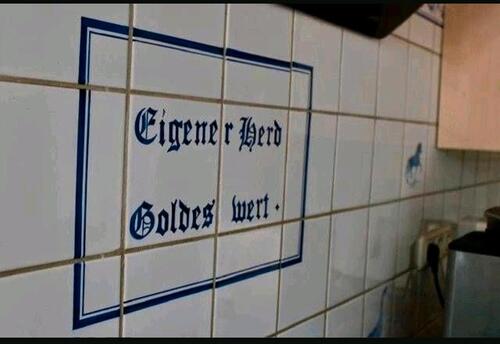 Eigener Herd
Goldes wert.